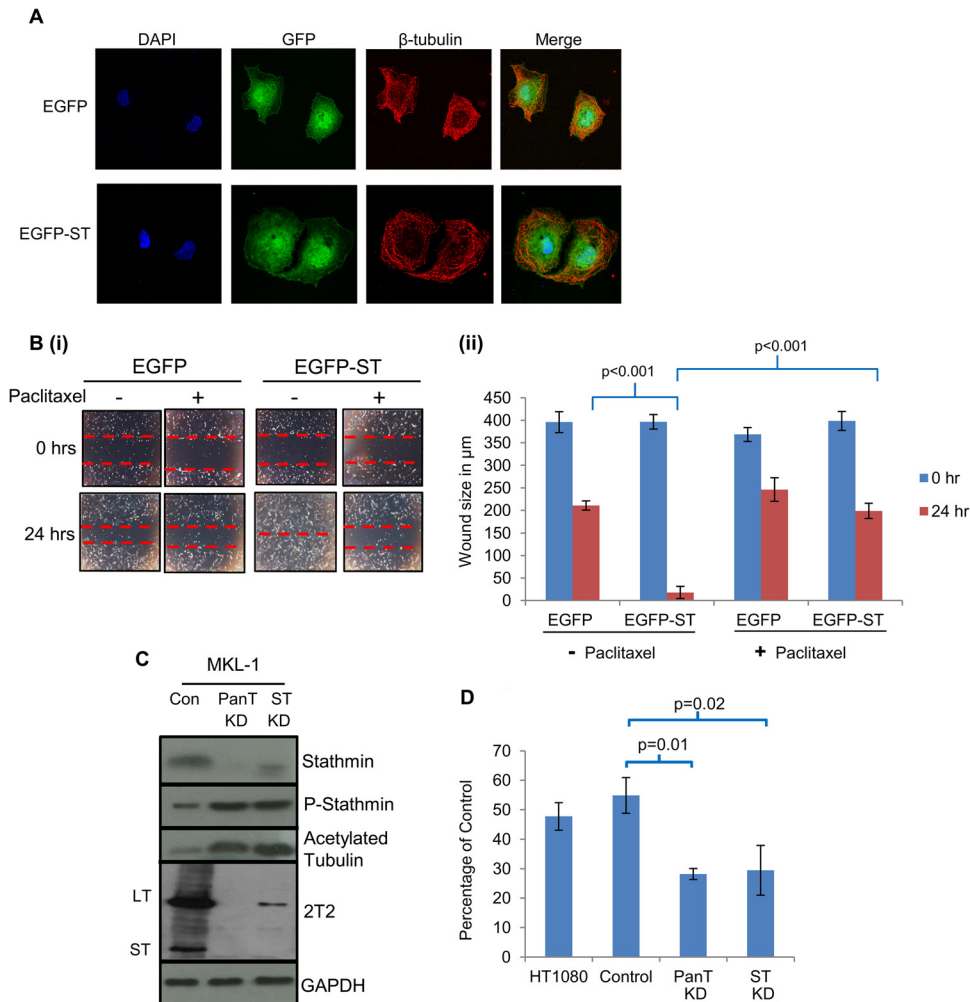 A
DAPI GFP β-tubulin Merge
EGFP
EGFP-ST
B (i)
EGFP EGFP-ST
Paclitaxel - + - +
0 hrs
24 hrs
(ii)
p<0.001
p<0.001
Wound size in µm
450
400
350
300
250
200
150
100
50
0
0 hr
24 hr
EGFP EGFP-ST EGFP EGFP-ST
- Paclitaxel + Paclitaxel
C
MKL-1
Con PanT KD ST KD
Stathmin
P-Stathmin
Acetylated
Tubulin
LT
2T2
ST
GAPDH
D
p=0.02
p=0.01
Percentage of Control
70
60
50
40
30
20
10
0
HT1080 Control PanT KD ST KD